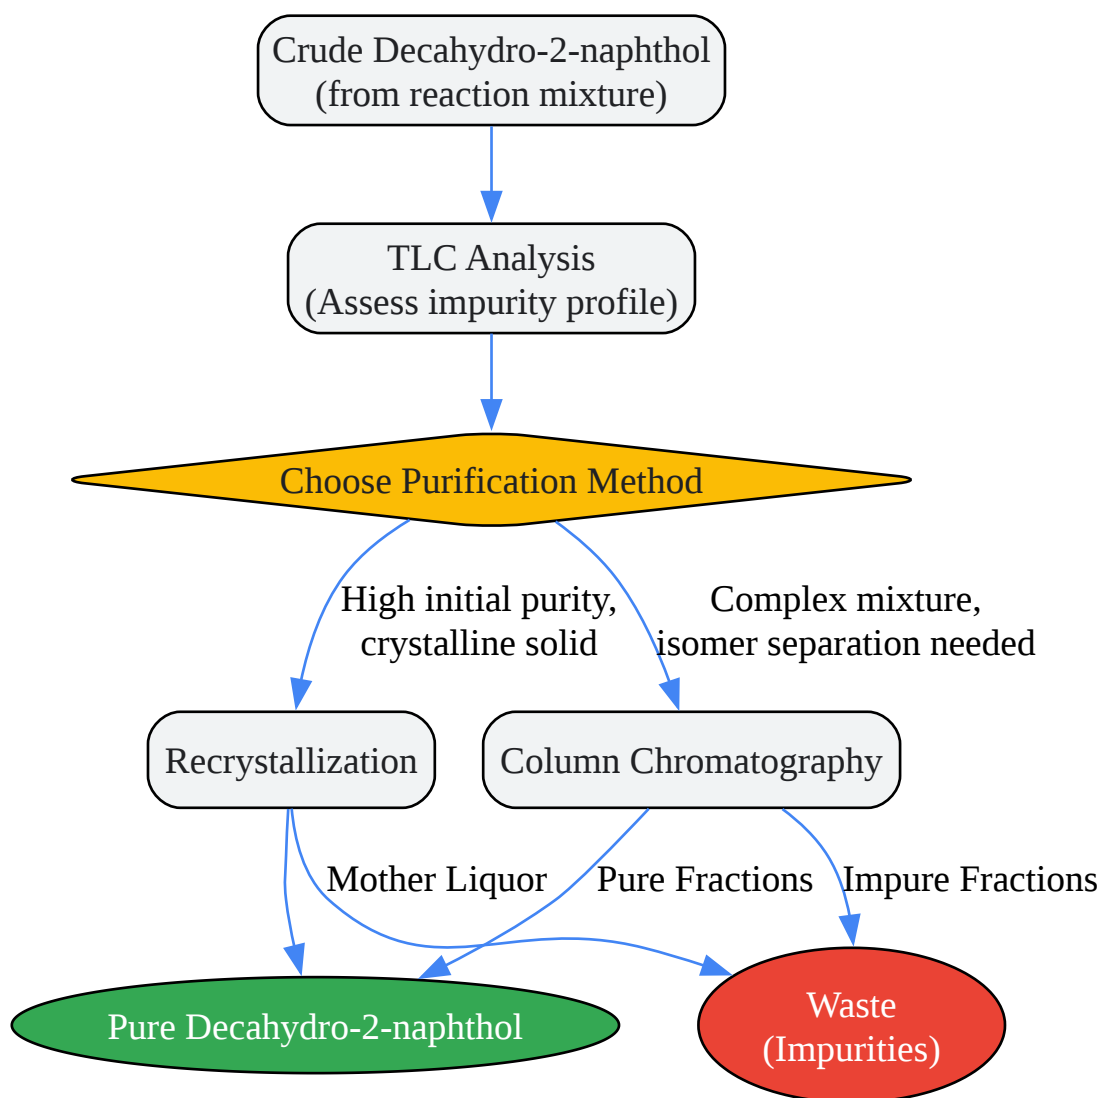 Crude Decahydro-2-naphthol
(from reaction mixture)
TLC Analysis
(Assess impurity profile)
Choose Purification Method
High initial purity,
crystalline solid
Complex mixture,
isomer separation needed
Recrystallization
Column Chromatography
Mother Liquor
Pure Fractions
Impure Fractions
Pure Decahydro-2-naphthol
Waste
(Impurities)